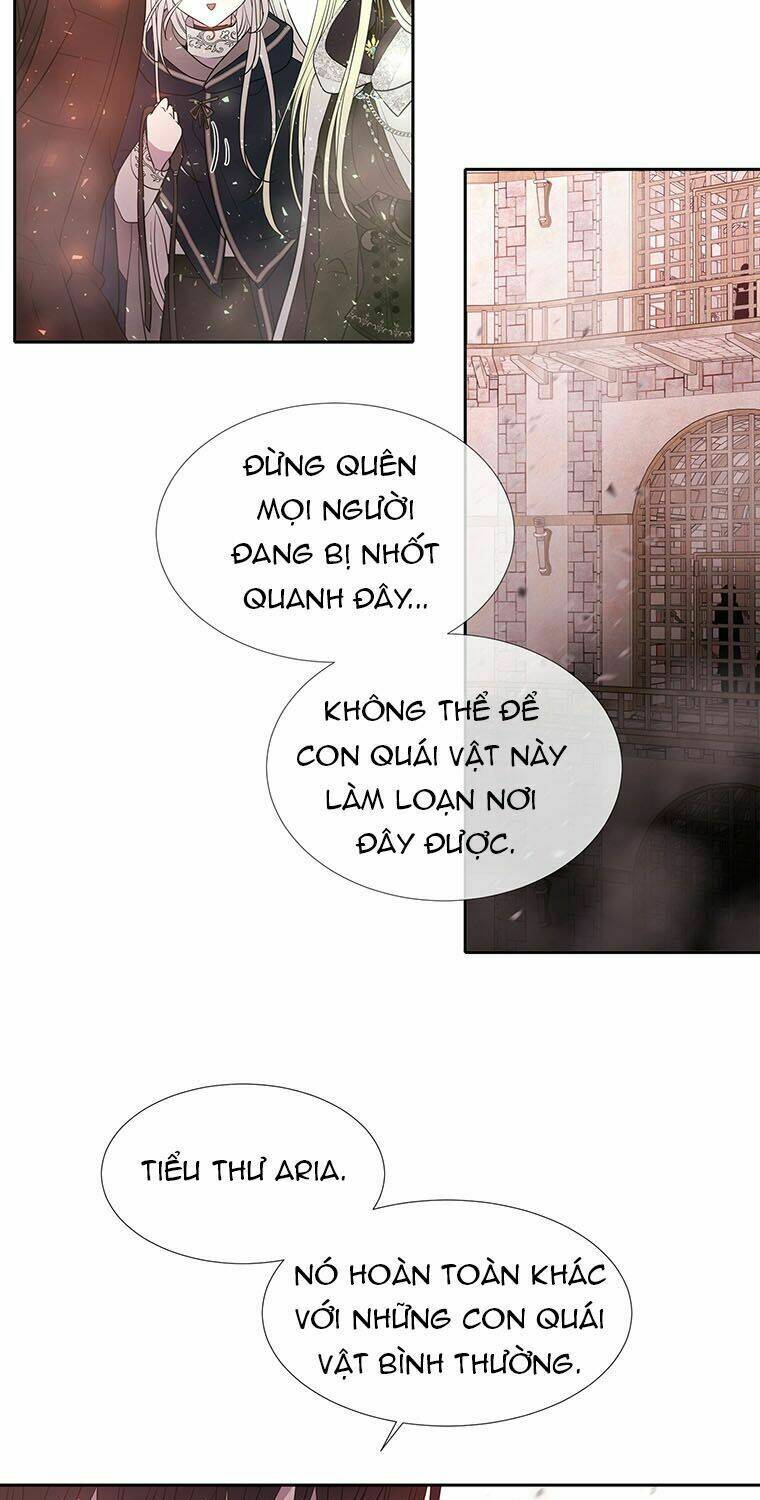 ĐỪNG QUÊN
MỌI NGƯỜI
ĐANG BỊ NHỐT
QUANH ĐÂY...
KHÔNG THỂ ĐỂ
CON QUÁI VẬT NÀY
LÀM LOẠN NƠI
ĐÂY ĐƯỢC.
TIỂU THƯ ARIA.
NÓ HOÀN TOÀN KHÁC
VỚI NHỮNG CON QUÁI
VẬT BÌNH THƯỜNG.